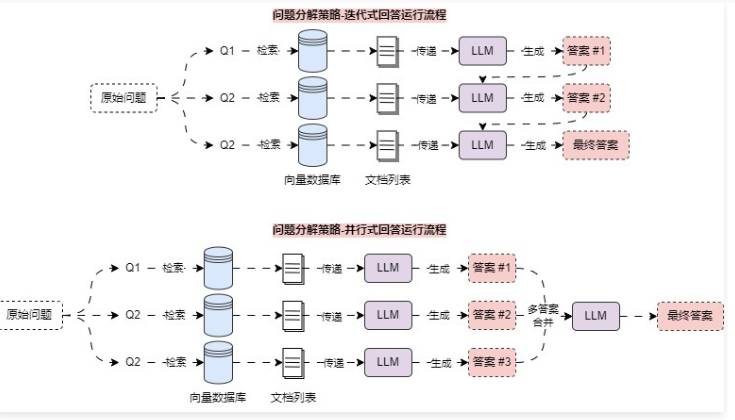 问题分解策略-迭代式回答运行流程
Q1 检索 传递 LLM 生成 答案 #1
原始问题 Q2 检索 传递 LLM 生成 答案 #2
Q2 检索 传递 LLM 生成 最终答案
向量数据库 文档列表
问题分解策略-并行式回答运行流程
Q1 检索 传递 LLM 生成 答案 #1
原始问题 Q2 检索 传递 LLM 生成 答案 #2 多答案 LLM 最终答案
合并
Q2 检索 传递 LLM 生成 答案 #3
向量数据库 文档列表